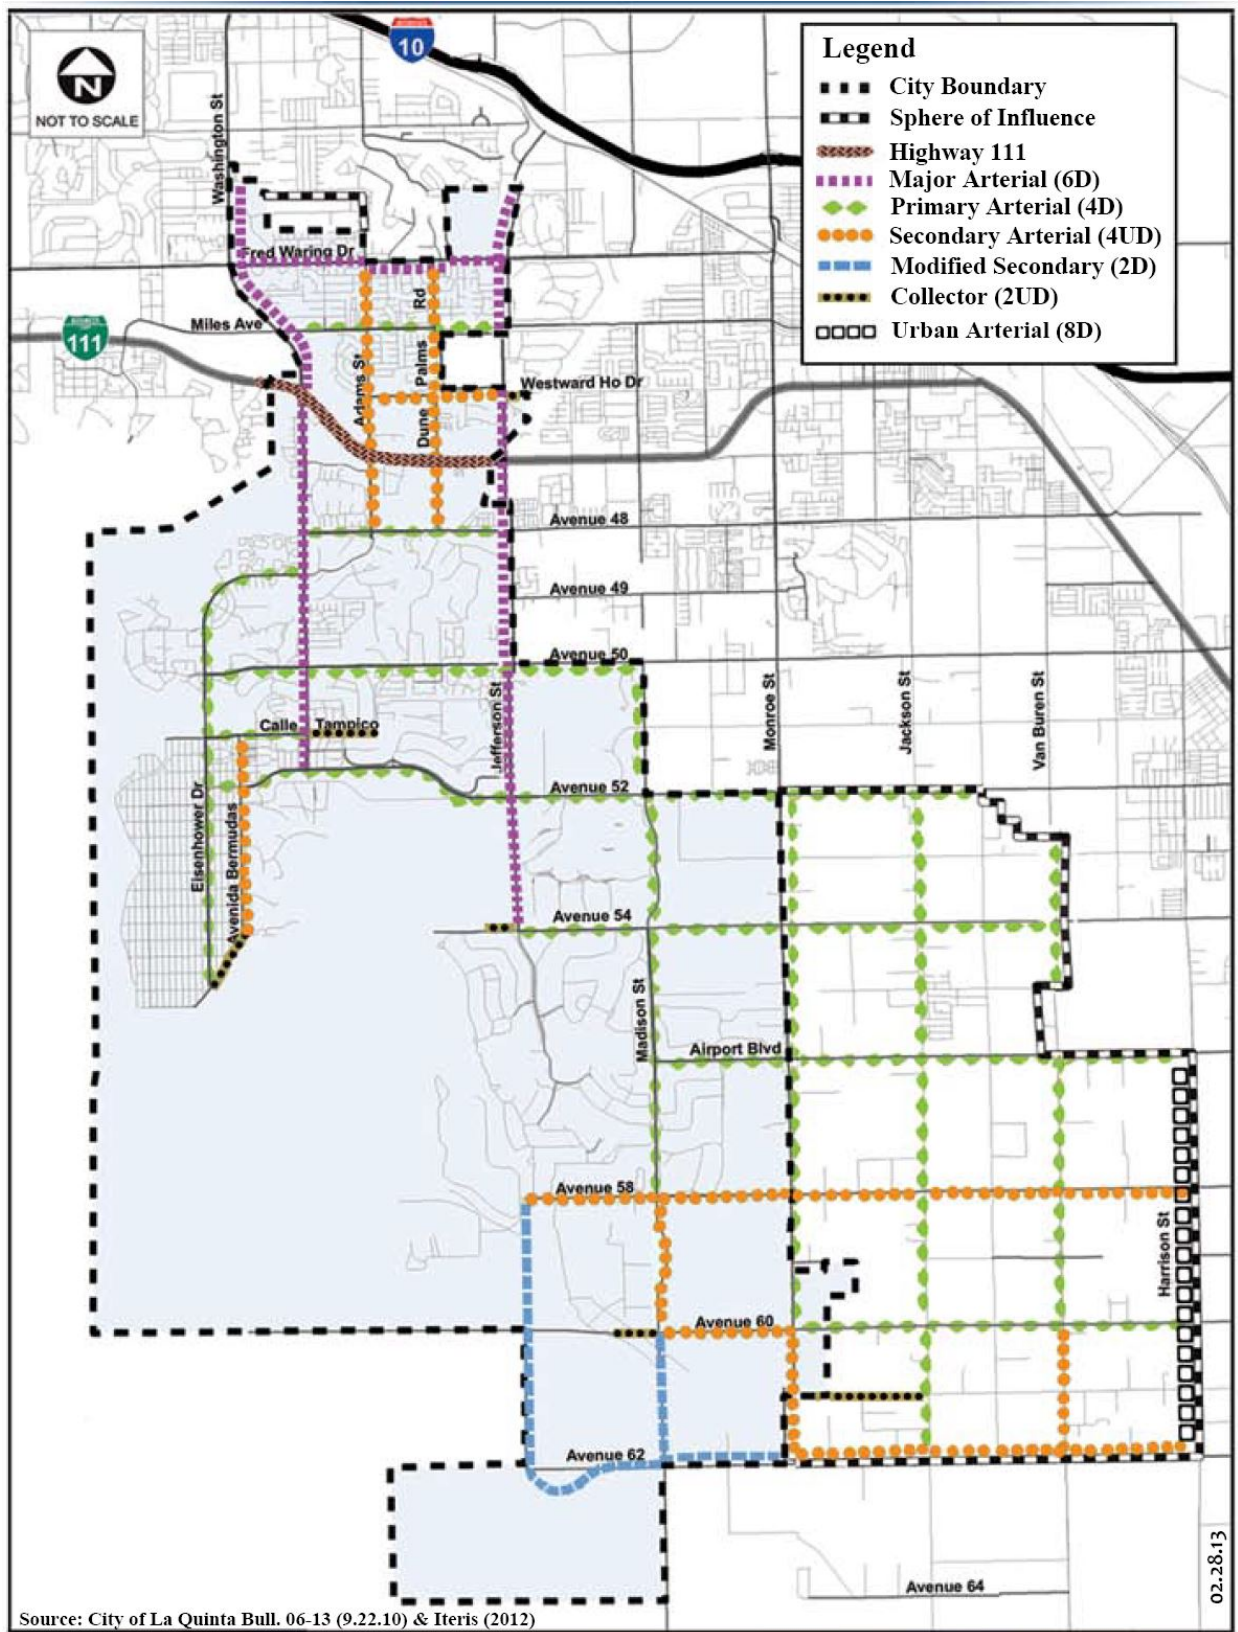 10
Legend
City Boundary
Sphere of Influence
Highway 111
Major Arterial (6D)
Primary Arterial (4D)
Secondary Arterial (4UD)
Modified Secondary (2D)
Collector (2UD)
Urban Arterial (8D)
N
NOT TO SCALE
Washington St
Fred Waring Dr
Miles Ave
111
Adams St
Dune Palms Rd
Westward Ho Dr
Avenue 48
Avenue 49
Avenue 50
Jefferson St
Monroe St
Jackson St
Van Buren St
Calle Tampico
Avenue 52
Eisenhower Dr
Avenida Bermudas
Avenue 54
Madison St
Airport Blvd
Avenue 58
Harrison St
Avenue 60
Avenue 62
Avenue 64
02.28.13
Source: City of La Quinta Bull. 06-13 (9.22.10) & Iteris (2012)